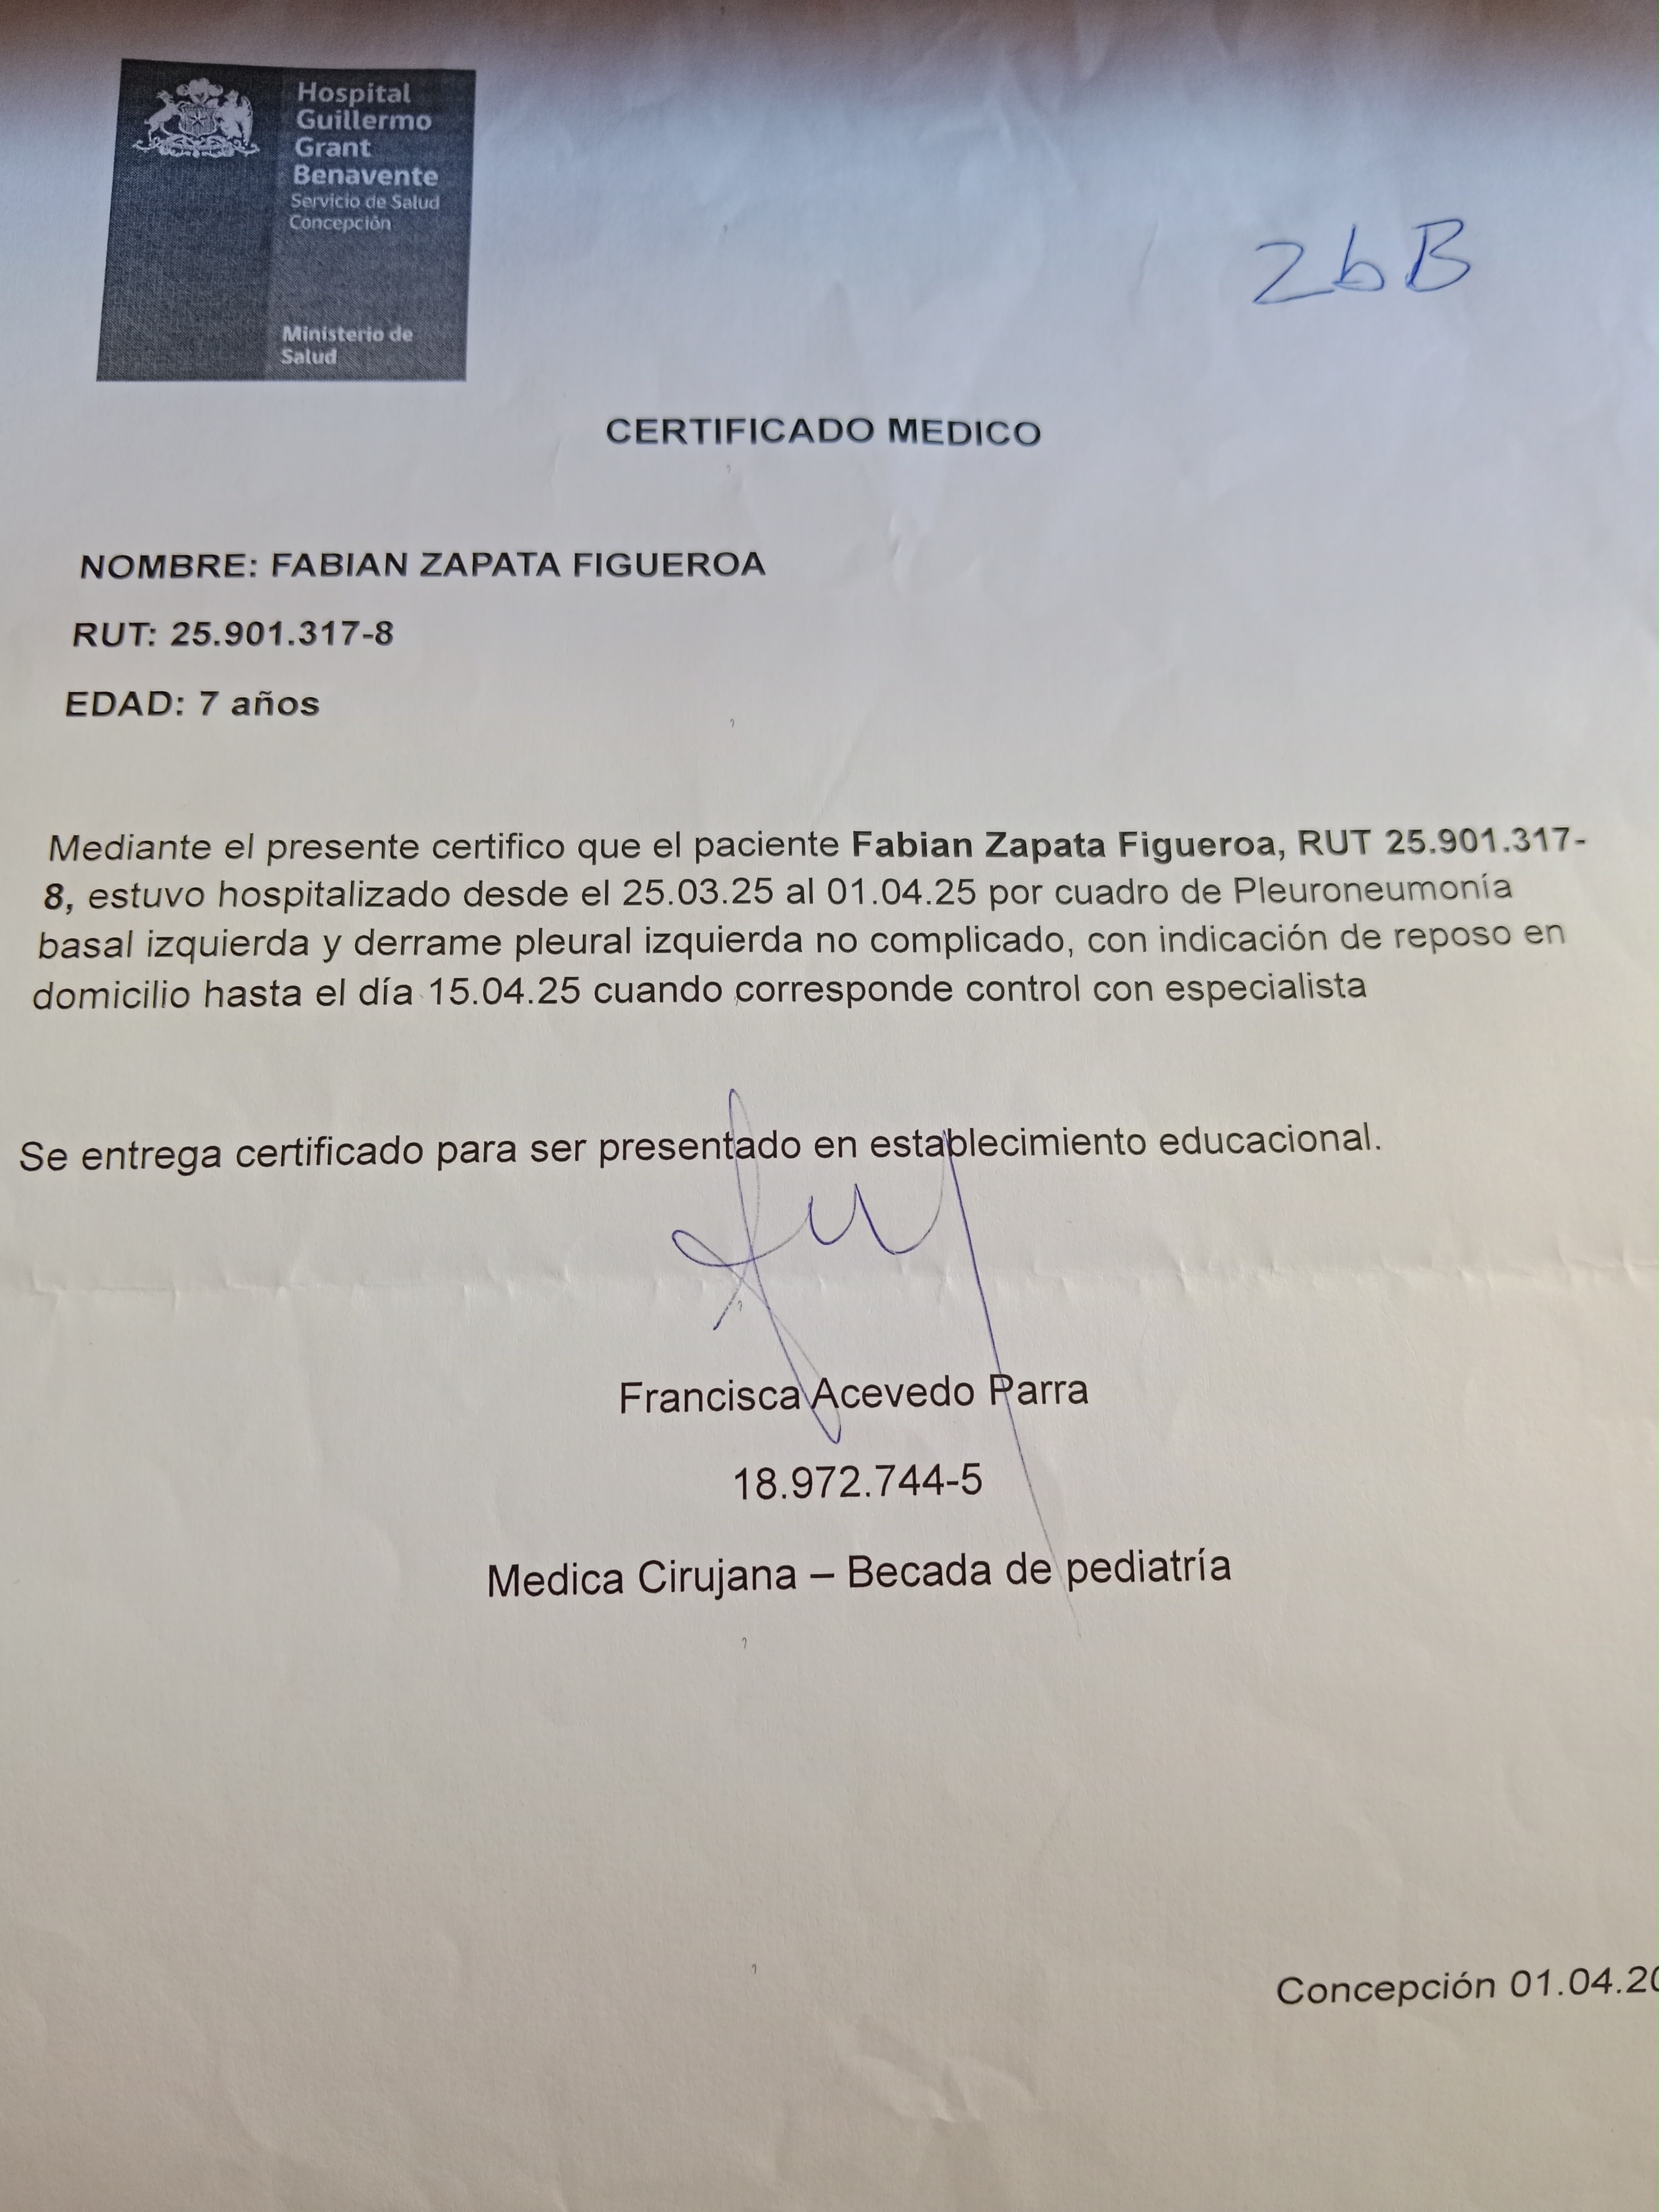 Hospital
Guillermo
Grant
Benavente
Servicio de Salud
Concepción
Ministerio de
Salud
26B
CERTIFICADO MEDICO
NOMBRE: FABIAN ZAPATA FIGUEROA
RUT: 25.901.317-8
EDAD: 7 años
Mediante el presente certifico que el paciente Fabian Zapata Figueroa, RUT 25.901.317-
8, estuvo hospitalizado desde el 25.03.25 al 01.04.25 por cuadro de Pleuroneumonía
basal izquierda y derrame pleural izquierda no complicado, con indicación de reposo en
domicilio hasta el día 15.04.25 cuando corresponde control con especialista
Se entrega certificado para ser presentado en establecimiento educacional.
Francisca Acevedo Parra
18.972.744-5
Medica Cirujana – Becada de pediatría
Concepción 01.04.20